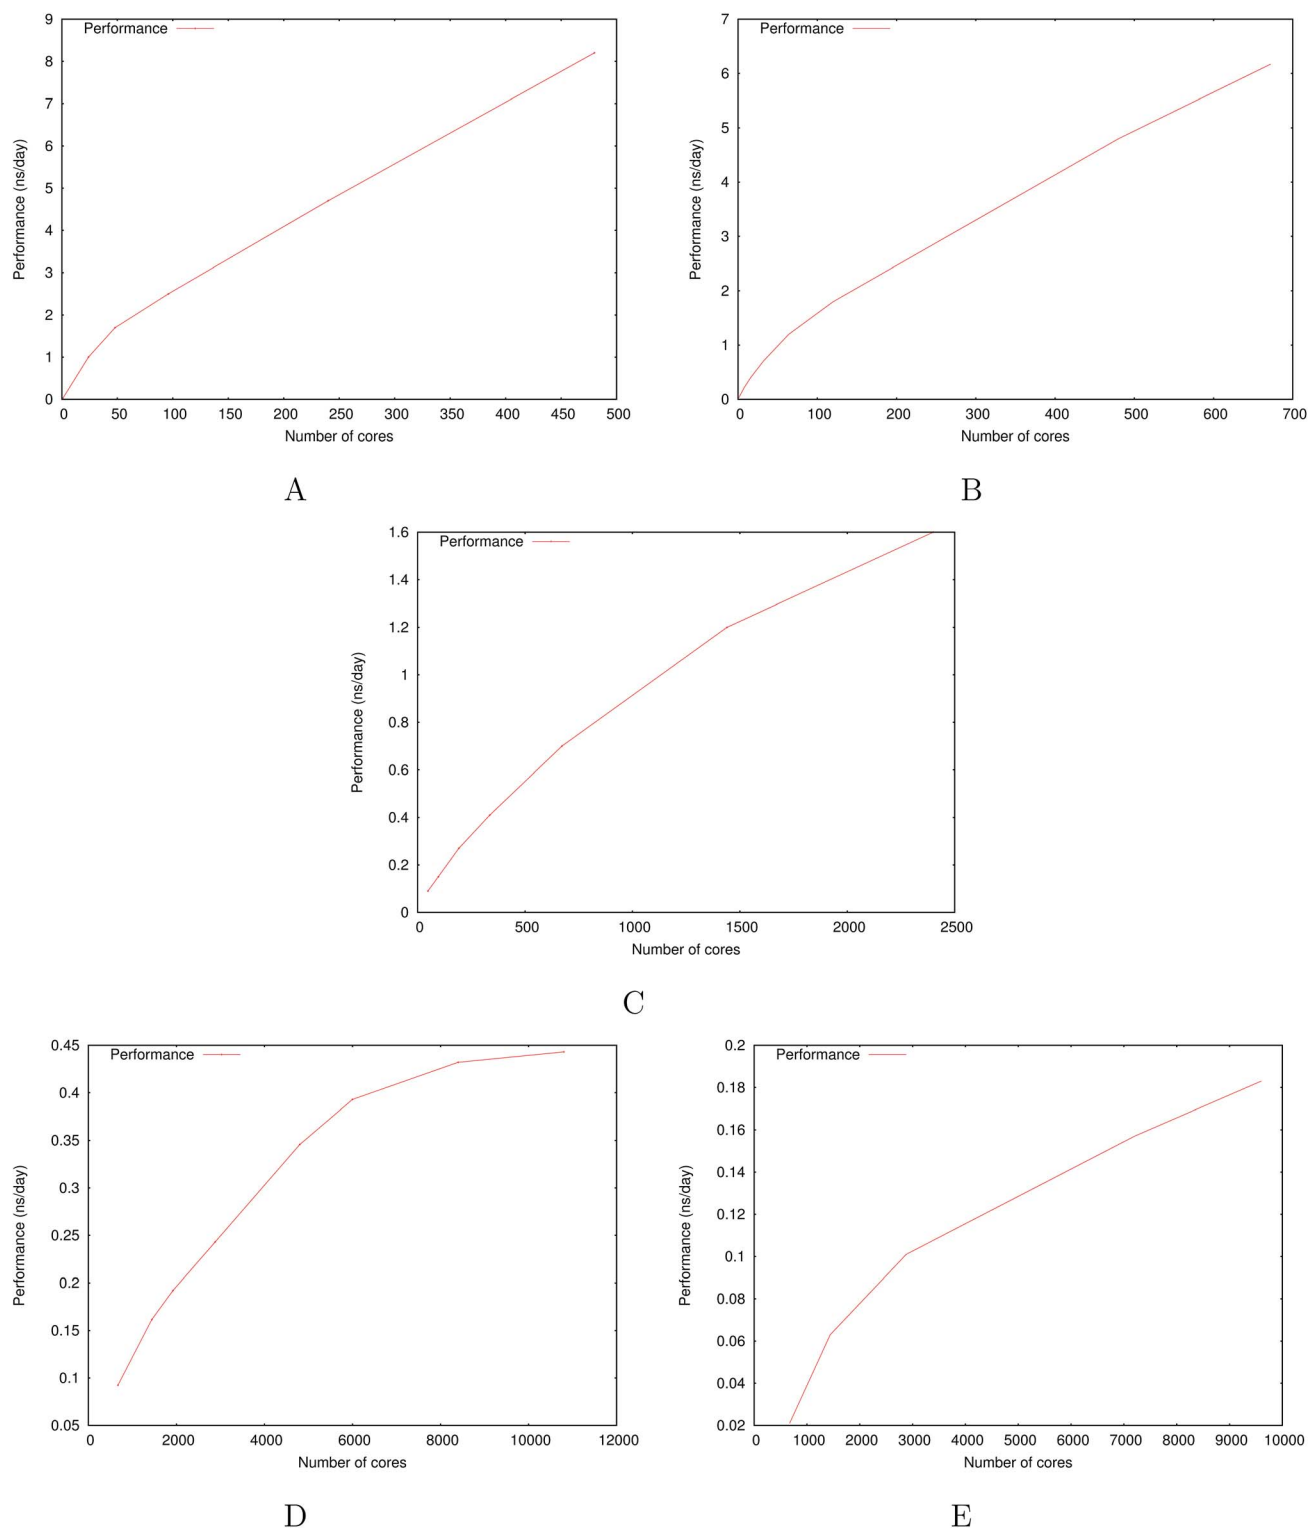 Performance
Performance (ns/day)
9
8
7
6
5
4
3
2
1
0
0 50 100 150 200 250 300 350 400 450 500
Number of cores
A
Performance
Performance (ns/day)
7
6
5
4
3
2
1
0
0 100 200 300 400 500 600 700
Number of cores
B
Performance
Performance (ns/day)
1.6
1.4
1.2
1
0.8
0.6
0.4
0.2
0
0 500 1000 1500 2000 2500
Number of cores
C
Performance
Performance (ns/day)
0.45
0.4
0.35
0.3
0.25
0.2
0.15
0.1
0.05
0 2000 4000 6000 8000 10000 12000
Number of cores
D
Performance
Performance (ns/day)
0.2
0.18
0.16
0.14
0.12
0.1
0.08
0.06
0.04
0.02
0 1000 2000 3000 4000 5000 6000 7000 8000 9000 10000
Number of cores
E